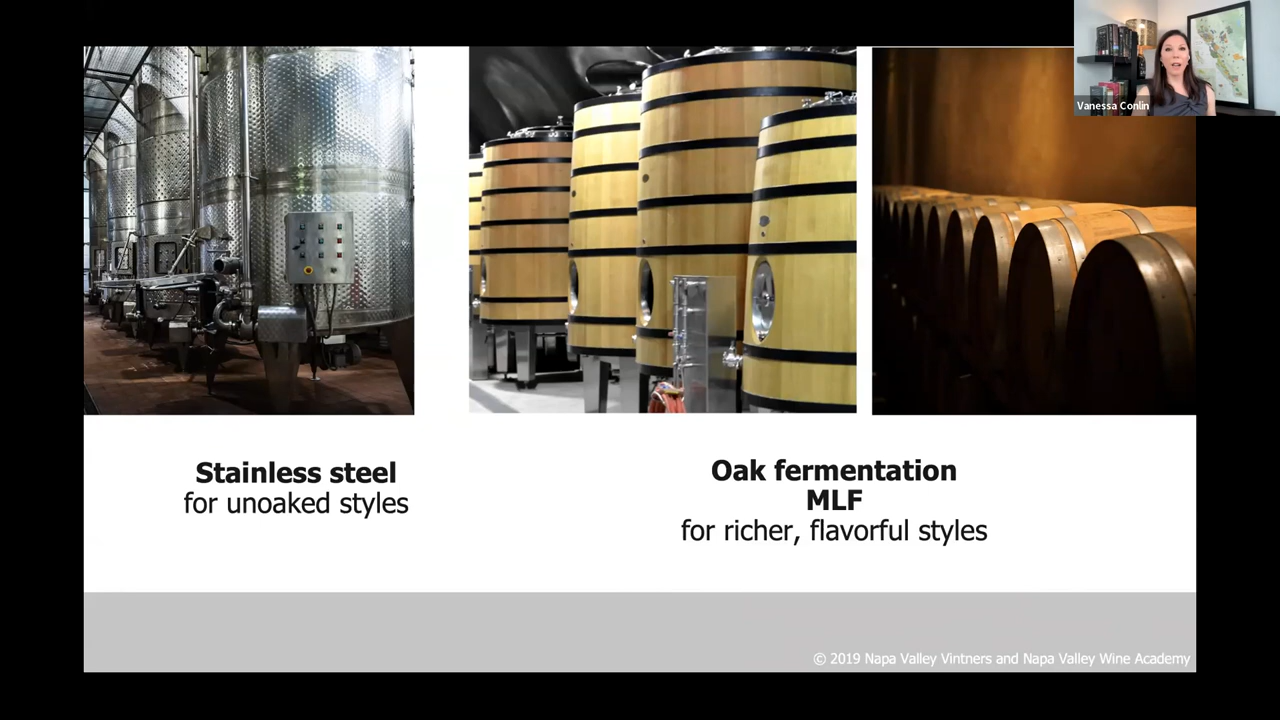 Vanessa Conlin
Stainless steel
for unoaked styles
Oak fermentation
MLF
for richer, flavorful styles
© 2019 Napa Valley Vintners and Napa Valley Wine Academy